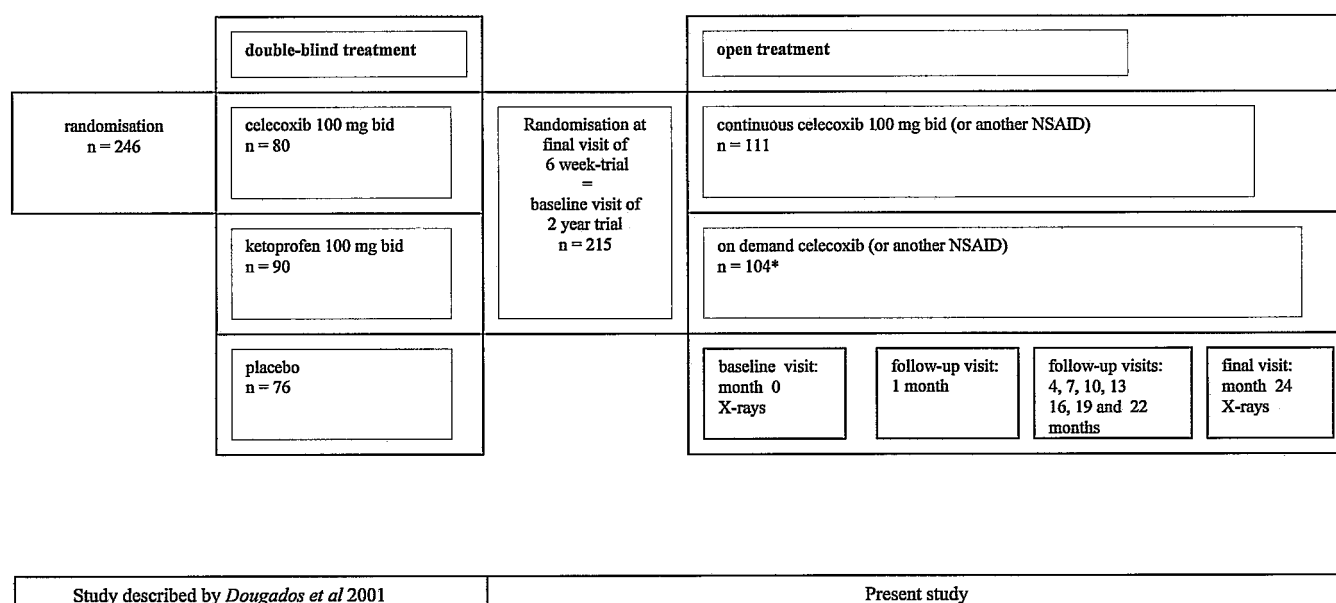 double-blind treatment
open treatment
randomisation
n = 246
celecoxib 100 mg bid
n = 80
Randomisation at
final visit of
6 week-trial
=
baseline visit of
2 year trial
n = 215
continuous celecoxib 100 mg bid (or another NSAID)
n = 111
ketoprofen 100 mg bid
n = 90
on demand celecoxib (or another NSAID)
n = 104*
placebo
n = 76
baseline visit:
month 0
X-rays
follow-up visit:
1 month
follow-up visits:
4, 7, 10, 13
16, 19 and 22
months
final visit:
month 24
X-rays
Study described by Dougados et al 2001
Present study